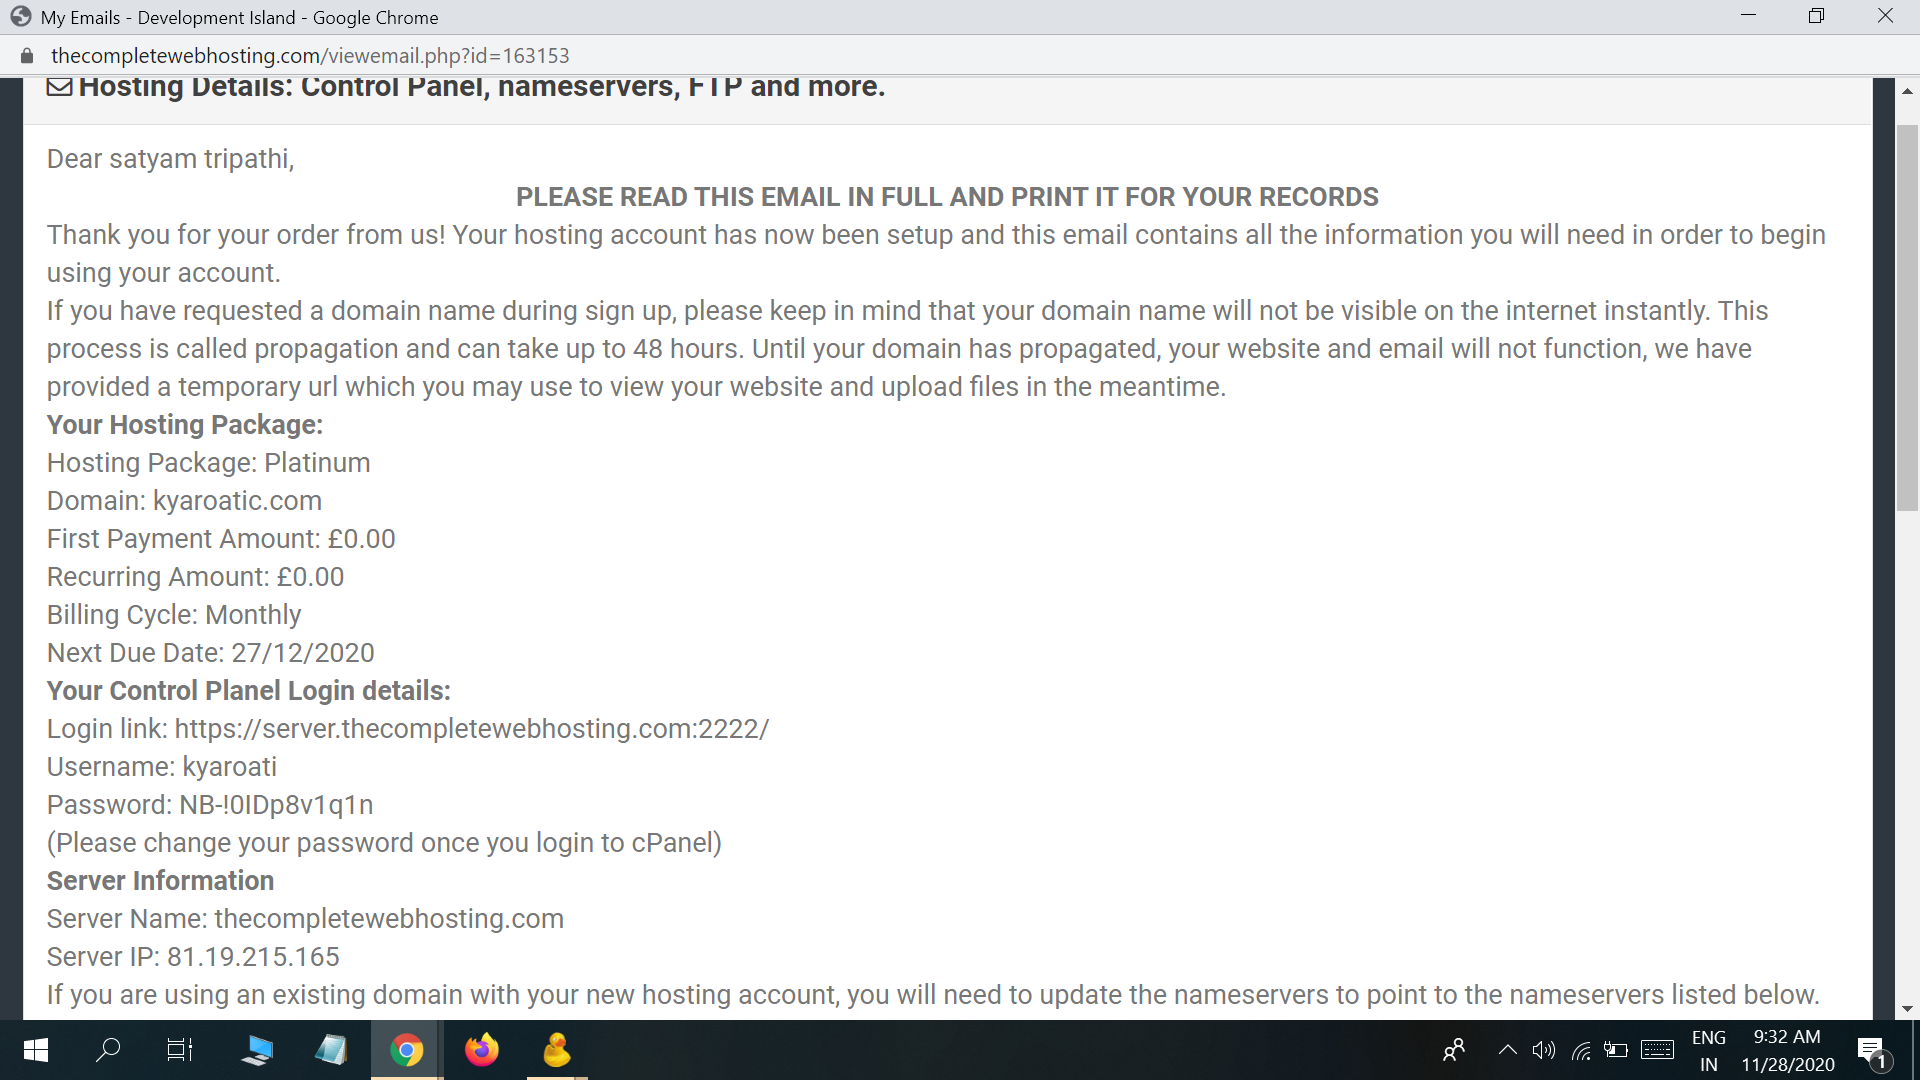 My Emails - Development Island - Google Chrome
thecompletewebhosting.com/viewemail.php?id=163153
Hosting Details: Control Panel, nameservers, FTP and more.
Dear satyam tripathi,
PLEASE READ THIS EMAIL IN FULL AND PRINT IT FOR YOUR RECORDS
Thank you for your order from us! Your hosting account has now been setup and this email contains all the information you will need in order to begin
using your account.
If you have requested a domain name during sign up, please keep in mind that your domain name will not be visible on the internet instantly. This
process is called propagation and can take up to 48 hours. Until your domain has propagated, your website and email will not function, we have
provided a temporary url which you may use to view your website and upload files in the meantime.
Your Hosting Package:
Hosting Package: Platinum
Domain: kyaroatic.com
First Payment Amount: £0.00
Recurring Amount: £0.00
Billing Cycle: Monthly
Next Due Date: 27/12/2020
Your Control Planel Login details:
Login link: https://server.thecompletewebhosting.com:2222/
Username: kyaroati
Password: NB-!0IDp8v1q1n
(Please change your password once you login to cPanel)
Server Information
Server Name: thecompletewebhosting.com
Server IP: 81.19.215.165
If you are using an existing domain with your new hosting account, you will need to update the nameservers to point to the nameservers listed below.
ENG
IN
9:32 AM
11/28/2020
1